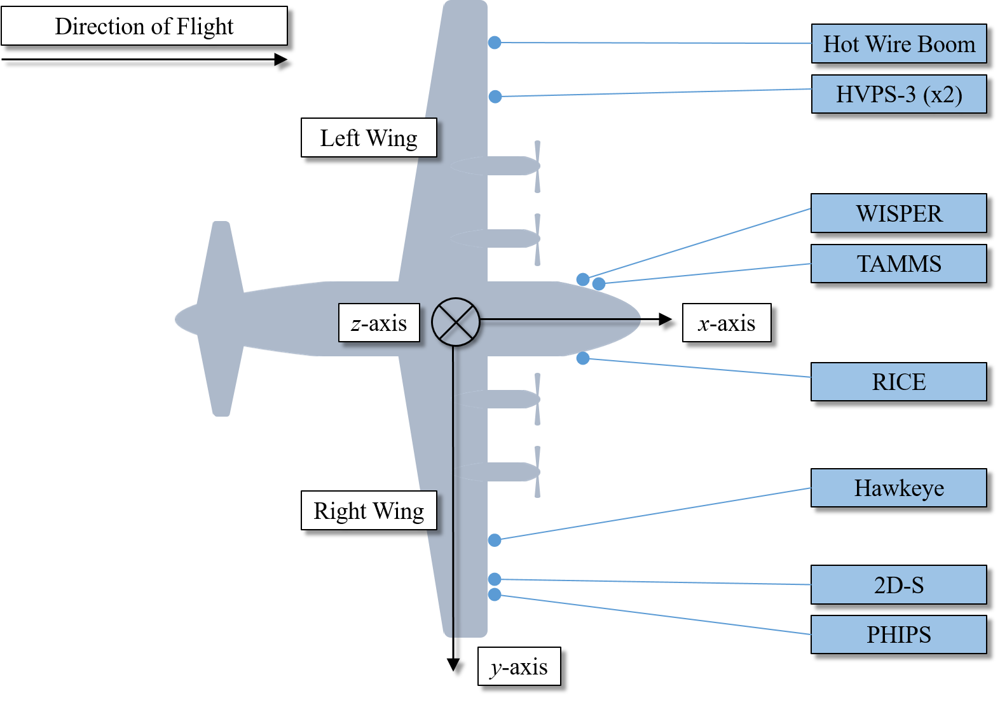 Direction of Flight
Hot Wire Boom
HVPS-3 (x2)
Left Wing
WISPER
TAMMS
z-axis
x-axis
RICE
Hawkeye
Right Wing
2D-S
PHIPS
y-axis